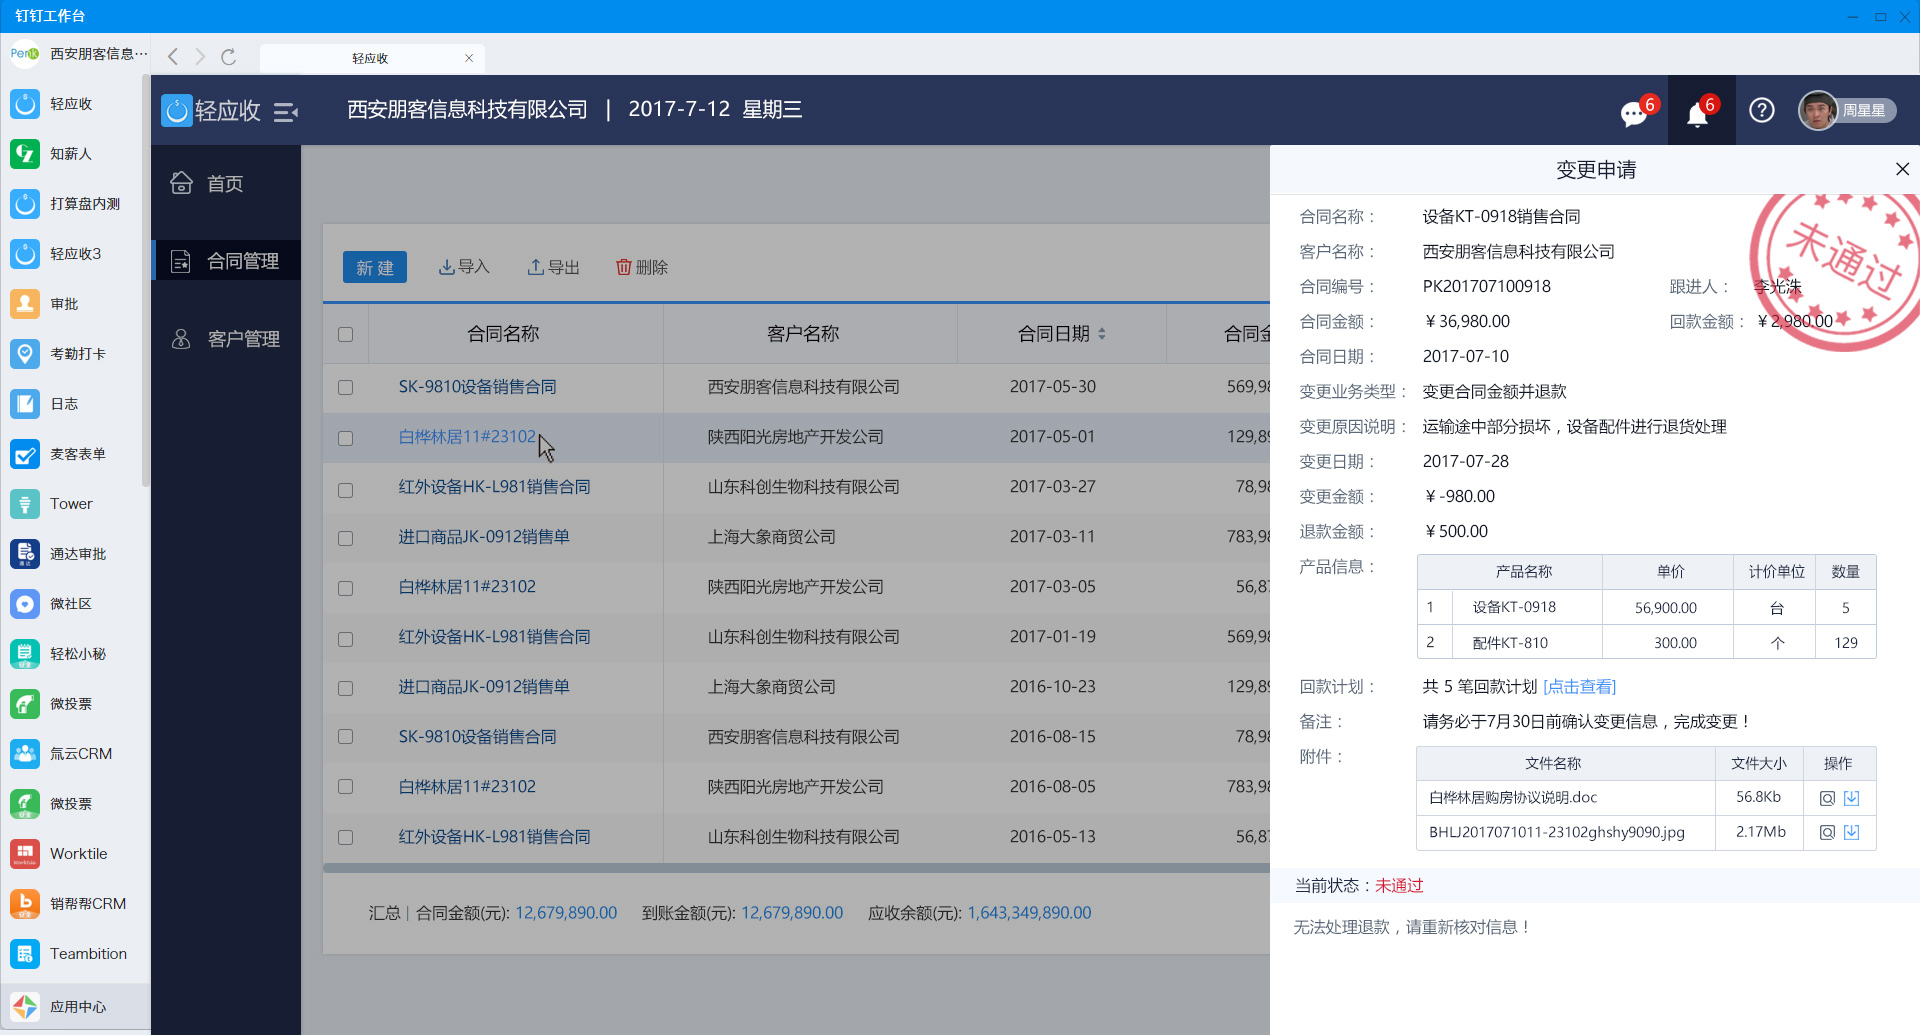 钉钉工作台
Penk 西安朋客信息···
轻应收
轻应收
知薪人
打算盘内测
轻应收3
审批
考勤打卡
日志
麦客表单
Tower
通达审批
微社区
轻松小秘
微投票
氚云CRM
微投票
Worktile
销帮帮CRM
Teambition
应用中心
轻应收
西安朋客信息科技有限公司 | 2017-7-12 星期三
6
6
周星星
首页
合同管理
客户管理
新 建 导入 导出 删除
合同名称 客户名称 合同日期 合同金
SK-9810设备销售合同 西安朋客信息科技有限公司 2017-05-30 569,98
白桦林居11#23102 陕西阳光房地产开发公司 2017-05-01 129,89
红外设备HK-L981销售合同 山东科创生物科技有限公司 2017-03-27 78,98
进口商品JK-0912销售单 上海大象商贸公司 2017-03-11 783,98
白桦林居11#23102 陕西阳光房地产开发公司 2017-03-05 56,87
红外设备HK-L981销售合同 山东科创生物科技有限公司 2017-01-19 569,98
进口商品JK-0912销售单 上海大象商贸公司 2016-10-23 129,89
SK-9810设备销售合同 西安朋客信息科技有限公司 2016-08-15 78,98
白桦林居11#23102 陕西阳光房地产开发公司 2016-08-05 783,98
红外设备HK-L981销售合同 山东科创生物科技有限公司 2016-05-13 56,87
汇总 | 合同金额(元): 12,679,890.00 到账金额(元): 12,679,890.00 应收余额(元): 1,643,349,890.00
变更申请
未通过
合同名称： 设备KT-0918销售合同
客户名称： 西安朋客信息科技有限公司
合同编号： PK201707100918 跟进人： 李光洙
合同金额： ￥36,980.00 回款金额： ￥2,980.00
合同日期： 2017-07-10
变更业务类型： 变更合同金额并退款
变更原因说明： 运输途中部分损坏，设备配件进行退货处理
变更日期： 2017-07-28
变更金额： ￥-980.00
退款金额： ￥500.00
产品信息：
产品名称 单价 计价单位 数量
1 设备KT-0918 56,900.00 台 5
2 配件KT-810 300.00 个 129
回款计划： 共 5 笔回款计划 [点击查看]
备注： 请务必于7月30日前确认变更信息，完成变更！
附件：
文件名称 文件大小 操作
白桦林居购房协议说明.doc 56.8Kb
BHLJ2017071011-23102ghshy9090.jpg 2.17Mb
当前状态：未通过
无法处理退款，请重新核对信息！